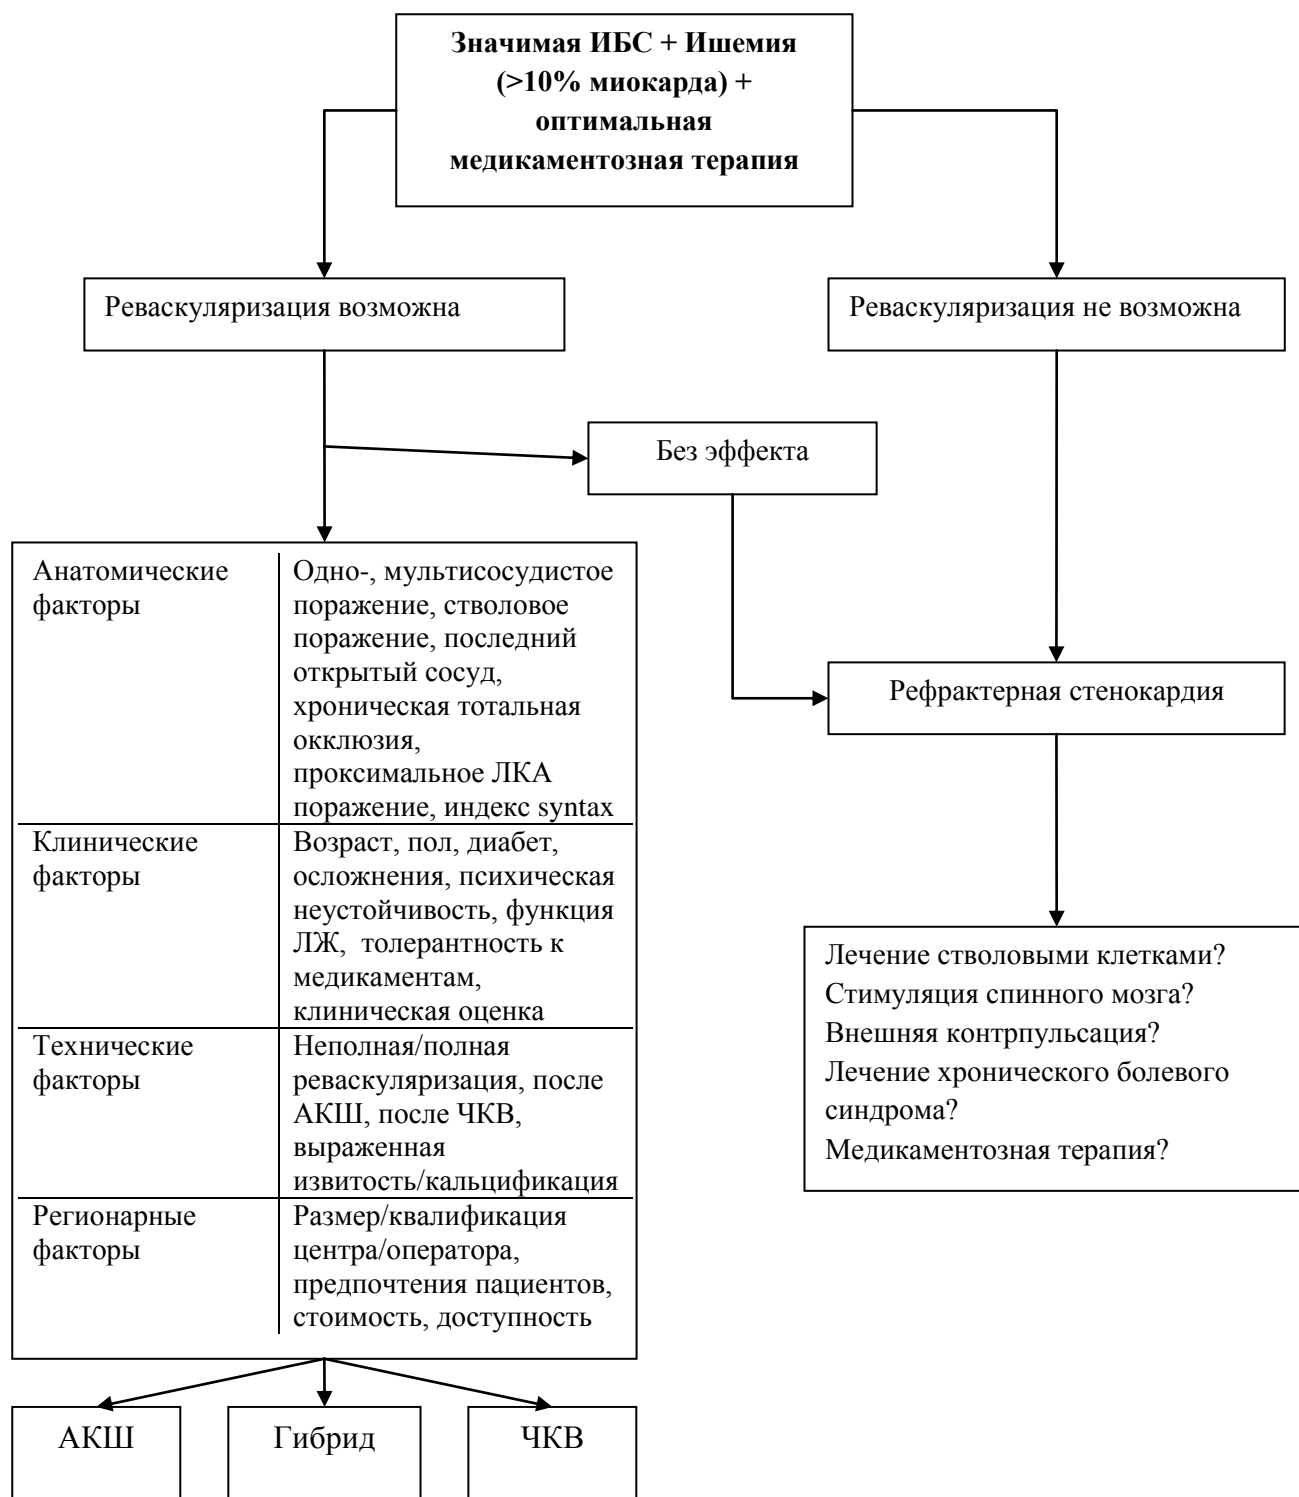 Значимая ИБС + Ишемия
(>10% миокарда) +
оптимальная
медикаментозная терапия
Реваскуляризация возможна
Реваскуляризация не возможна
Без эффекта
Рефрактерная стенокардия
Анатомические
факторы
Одно-, мультисосудистое
поражение, стволовое
поражение, последний
открытый сосуд,
хроническая тотальная
окклюзия,
проксимальное ЛКА
поражение, индекс syntax
Клинические
факторы
Возраст, пол, диабет,
осложнения, психическая
неустойчивость, функция
ЛЖ, толерантность к
медикаментам,
клиническая оценка
Технические
факторы
Неполная/полная
реваскуляризация, после
АКШ, после ЧКВ,
выраженная
извитость/кальцификация
Регионарные
факторы
Размер/квалификация
центра/оператора,
предпочтения пациентов,
стоимость, доступность
Лечение стволовыми клетками?
Стимуляция спинного мозга?
Внешняя контрпульсация?
Лечение хронического болевого
синдрома?
Медикаментозная терапия?
АКШ
Гибрид
ЧКВ